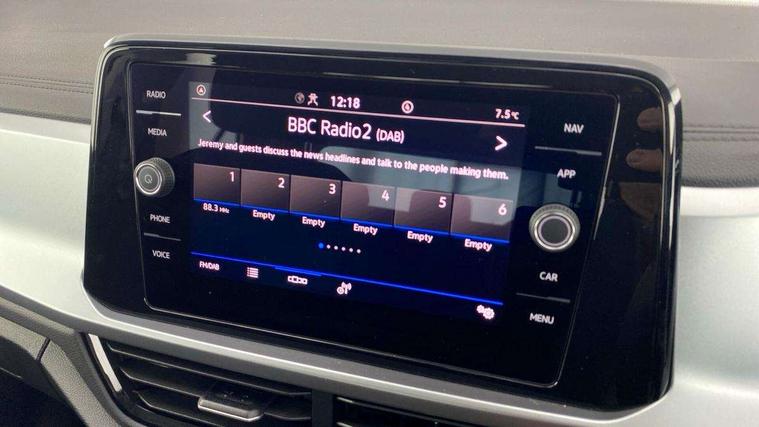 RADIO
MEDIA
PHONE
VOICE
12:18
7.5°C
< BBC Radio2 (DAB) >
Jeremy and guests discuss the news headlines and talk to the people making them.
1 2 3 4 5 6
88.3 MHz Empty Empty Empty Empty Empty
FM/DAB
NAV
APP
CAR
MENU